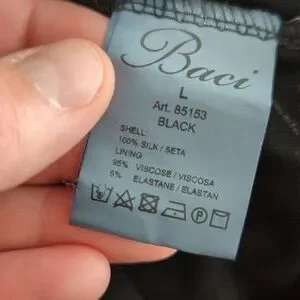 Baci
L
Art. 85153
BLACK
SHELL:
100% SILK / SETA
LINING:
95% VISCOSE / VISCOSA
5% ELASTANE / ELASTAN